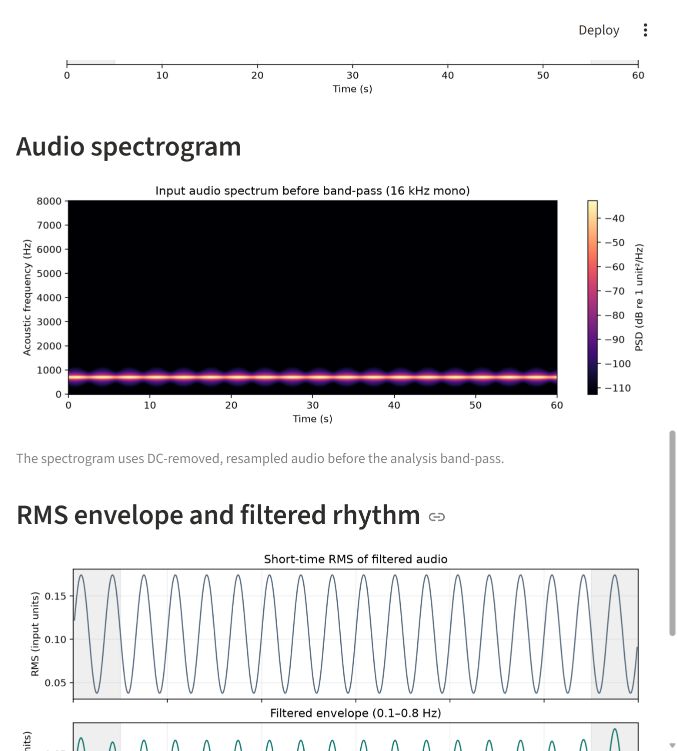 Deploy
0 10 20 30 40 50 60
Time (s)
Audio spectrogram
Input audio spectrum before band-pass (16 kHz mono)
8000
7000
6000
5000
4000
3000
2000
1000
0
Acoustic frequency (Hz)
0 10 20 30 40 50 60
Time (s)
−40
−50
−60
−70
−80
−90
−100
−110
PSD (dB re 1 unit²/Hz)
The spectrogram uses DC-removed, resampled audio before the analysis band-pass.
RMS envelope and filtered rhythm
Short-time RMS of filtered audio
0.15
0.10
0.05
RMS (input units)
Filtered envelope (0.1–0.8 Hz)